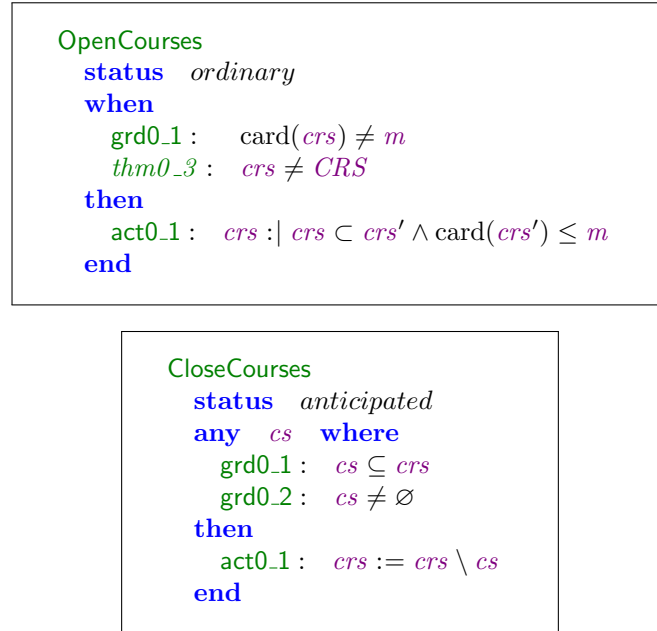 OpenCourses
status ordinary
when
grd0_1 : card(crs) ≠ m
thm0_3 : crs ≠ CRS
then
act0_1 : crs :| crs ⊂ crs′ ∧ card(crs′) ≤ m
end
CloseCourses
status anticipated
any cs where
grd0_1 : cs ⊆ crs
grd0_2 : cs ≠ ∅
then
act0_1 : crs := crs \ cs
end